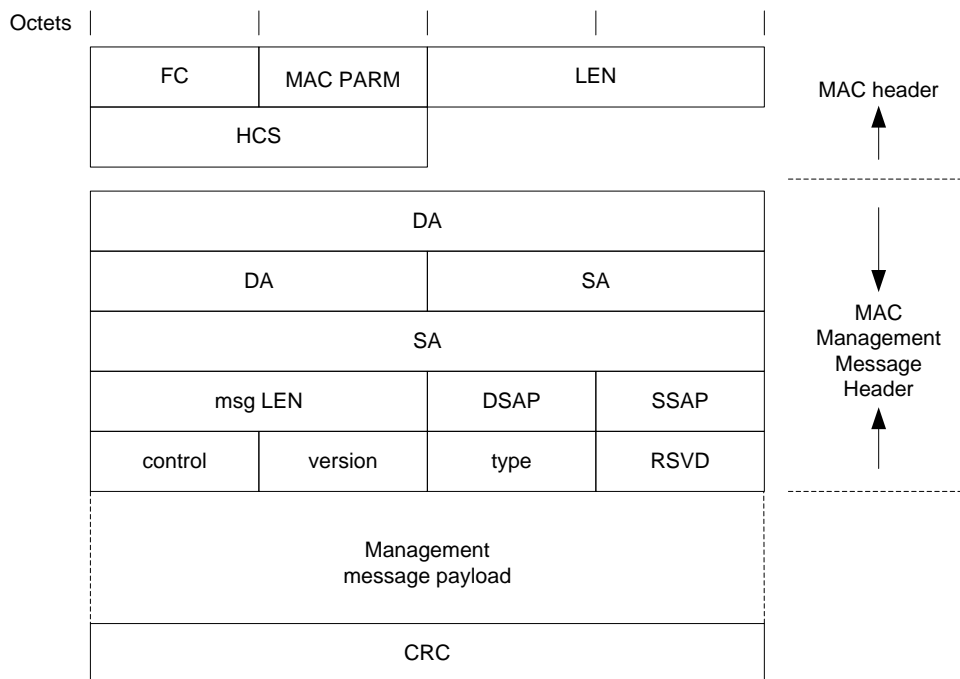 Octets
FC
MAC PARM
LEN
MAC header
HCS
DA
DA
SA
SA
MAC
Management
Message
Header
msg LEN
DSAP
SSAP
control
version
type
RSVD
Management
message payload
CRC